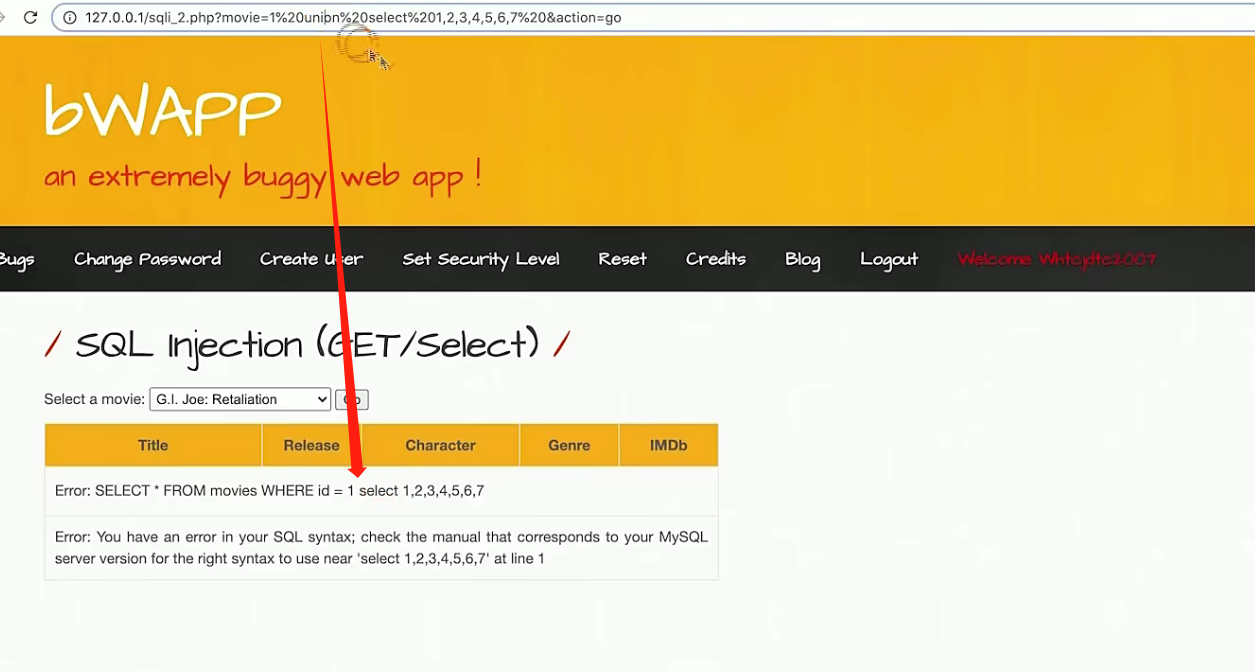 127.0.0.1/sqli_2.php?movie=1%20union%20select%201,2,3,4,5,6,7%20&action=go
bWAPP
an extremely buggy web app !
Bugs Change Password Create User Set Security Level Reset Credits Blog Logout Welcome
/ SQL Injection (GET/Select) /
Select a movie: G.I. Joe: Retaliation Go
Title Release Character Genre IMDb
Error: SELECT * FROM movies WHERE id = 1 select 1,2,3,4,5,6,7
Error: You have an error in your SQL syntax; check the manual that corresponds to your MySQL
server version for the right syntax to use near 'select 1,2,3,4,5,6,7' at line 1